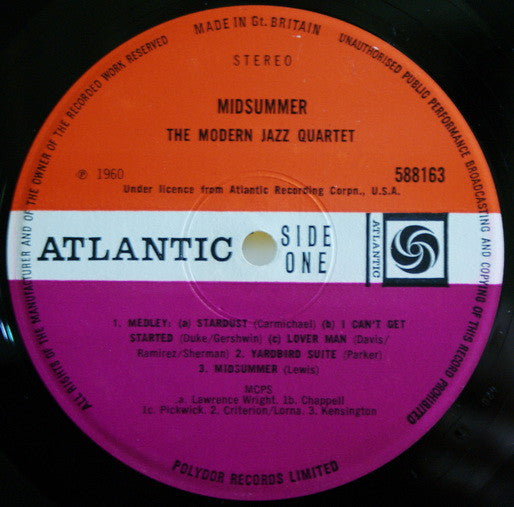 ALL RIGHTS OF THE MANUFACTURER AND OF THE OWNER OF THE RECORDED WORK RESERVED
MADE IN Gt. BRITAIN
UNAUTHORISED PUBLIC PERFORMANCE BROADCASTING AND COPYING OF THIS RECORD PROHIBITED
STEREO
MIDSUMMER
THE MODERN JAZZ QUARTET
℗ 1960
588163
Under licence from Atlantic Recording Corpn., U.S.A.
ATLANTIC
SIDE
ONE
ATLANTIC
1. MEDLEY: (a) STARDUST (Carmichael) (b) I CAN'T GET
STARTED (Duke/Gershwin) (c) LOVER MAN (Davis/
Ramirez/Sherman) 2. YARDBIRD SUITE (Parker)
3. MIDSUMMER (Lewis)
MCPS
.a. Lawrence Wright. 1b. Chappell
1c. Pickwick. 2. Criterion/Lorna. 3. Kensington
POLYDOR RECORDS LIMITED